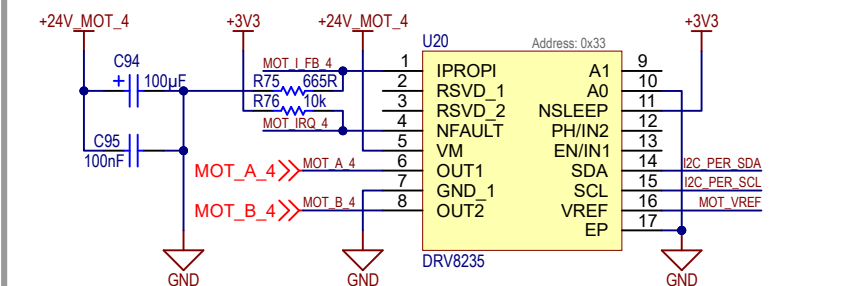 +24V_MOT_4
+3V3
+24V_MOT_4
+3V3
U20
Address: 0x33
C94
100µF
MOT_I_FB_4
R75
665R
R76
10k
MOT_IRQ_4
C95
100nF
MOT_A_4
MOT_A_4
MOT_B_4
MOT_B_4
1 IPROPI
2 RSVD_1
3 RSVD_2
4 NFAULT
5 VM
6 OUT1
7 GND_1
8 OUT2
A1 9
A0 10
NSLEEP 11
PH/IN2 12
EN/IN1 13
SDA 14
SCL 15
VREF 16
EP 17
I2C_PER_SDA
I2C_PER_SCL
MOT_VREF
DRV8235
GND
GND
GND